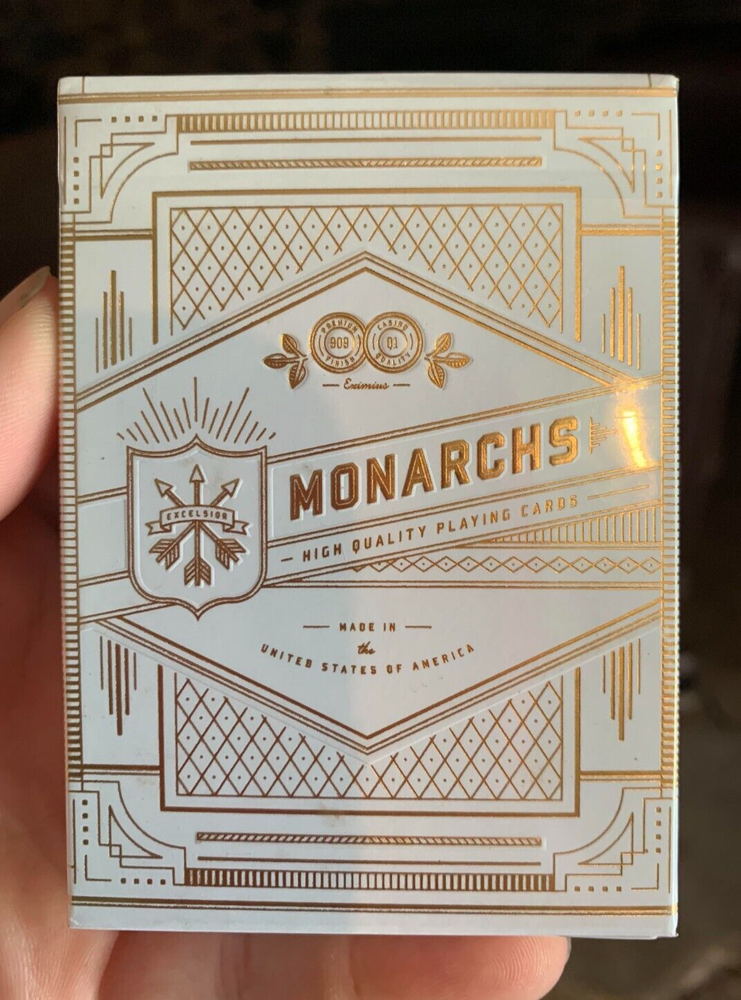 PREMIUM 909 FINISH
CASINO 01 QUALITY
Eximius
MONARCHS
EXCELSIOR
HIGH QUALITY PLAYING CARDS
MADE IN
the
UNITED STATES OF AMERICA